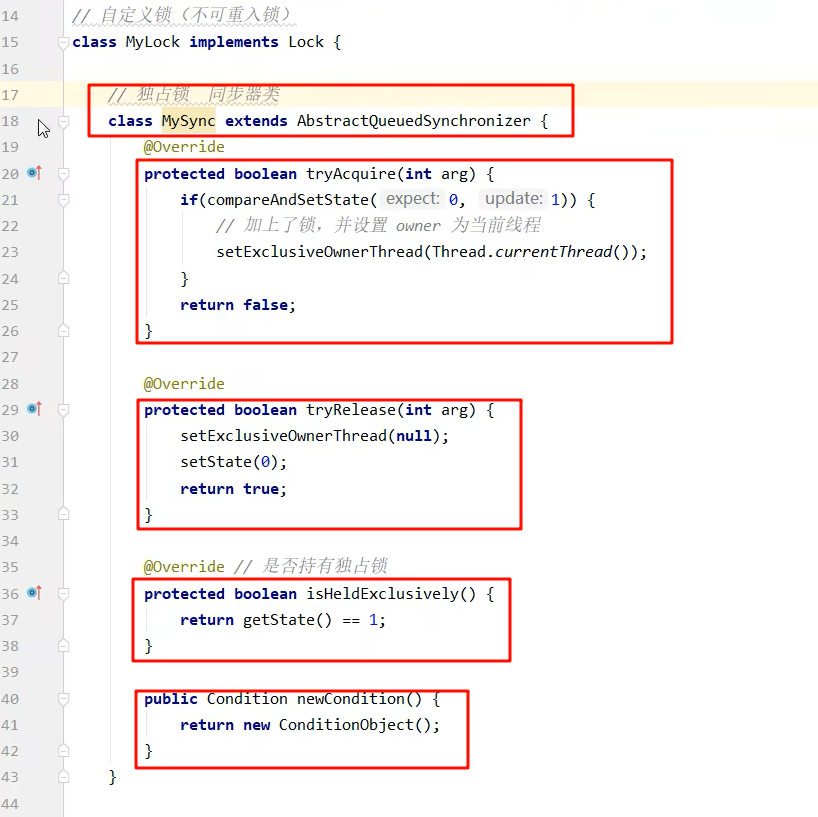 14 // 自定义锁（不可重入锁）
15 class MyLock implements Lock {
16
17 // 独占锁 同步器类
18 class MySync extends AbstractQueuedSynchronizer {
19 @Override
20 protected boolean tryAcquire(int arg) {
21 if(compareAndSetState( expect: 0, update: 1)) {
22 // 加上了锁，并设置 owner 为当前线程
23 setExclusiveOwnerThread(Thread.currentThread());
24 }
25 return false;
26 }
27
28 @Override
29 protected boolean tryRelease(int arg) {
30 setExclusiveOwnerThread(null);
31 setState(0);
32 return true;
33 }
34
35 @Override // 是否持有独占锁
36 protected boolean isHeldExclusively() {
37 return getState() == 1;
38 }
39
40 public Condition newCondition() {
41 return new ConditionObject();
42 }
43 }
44